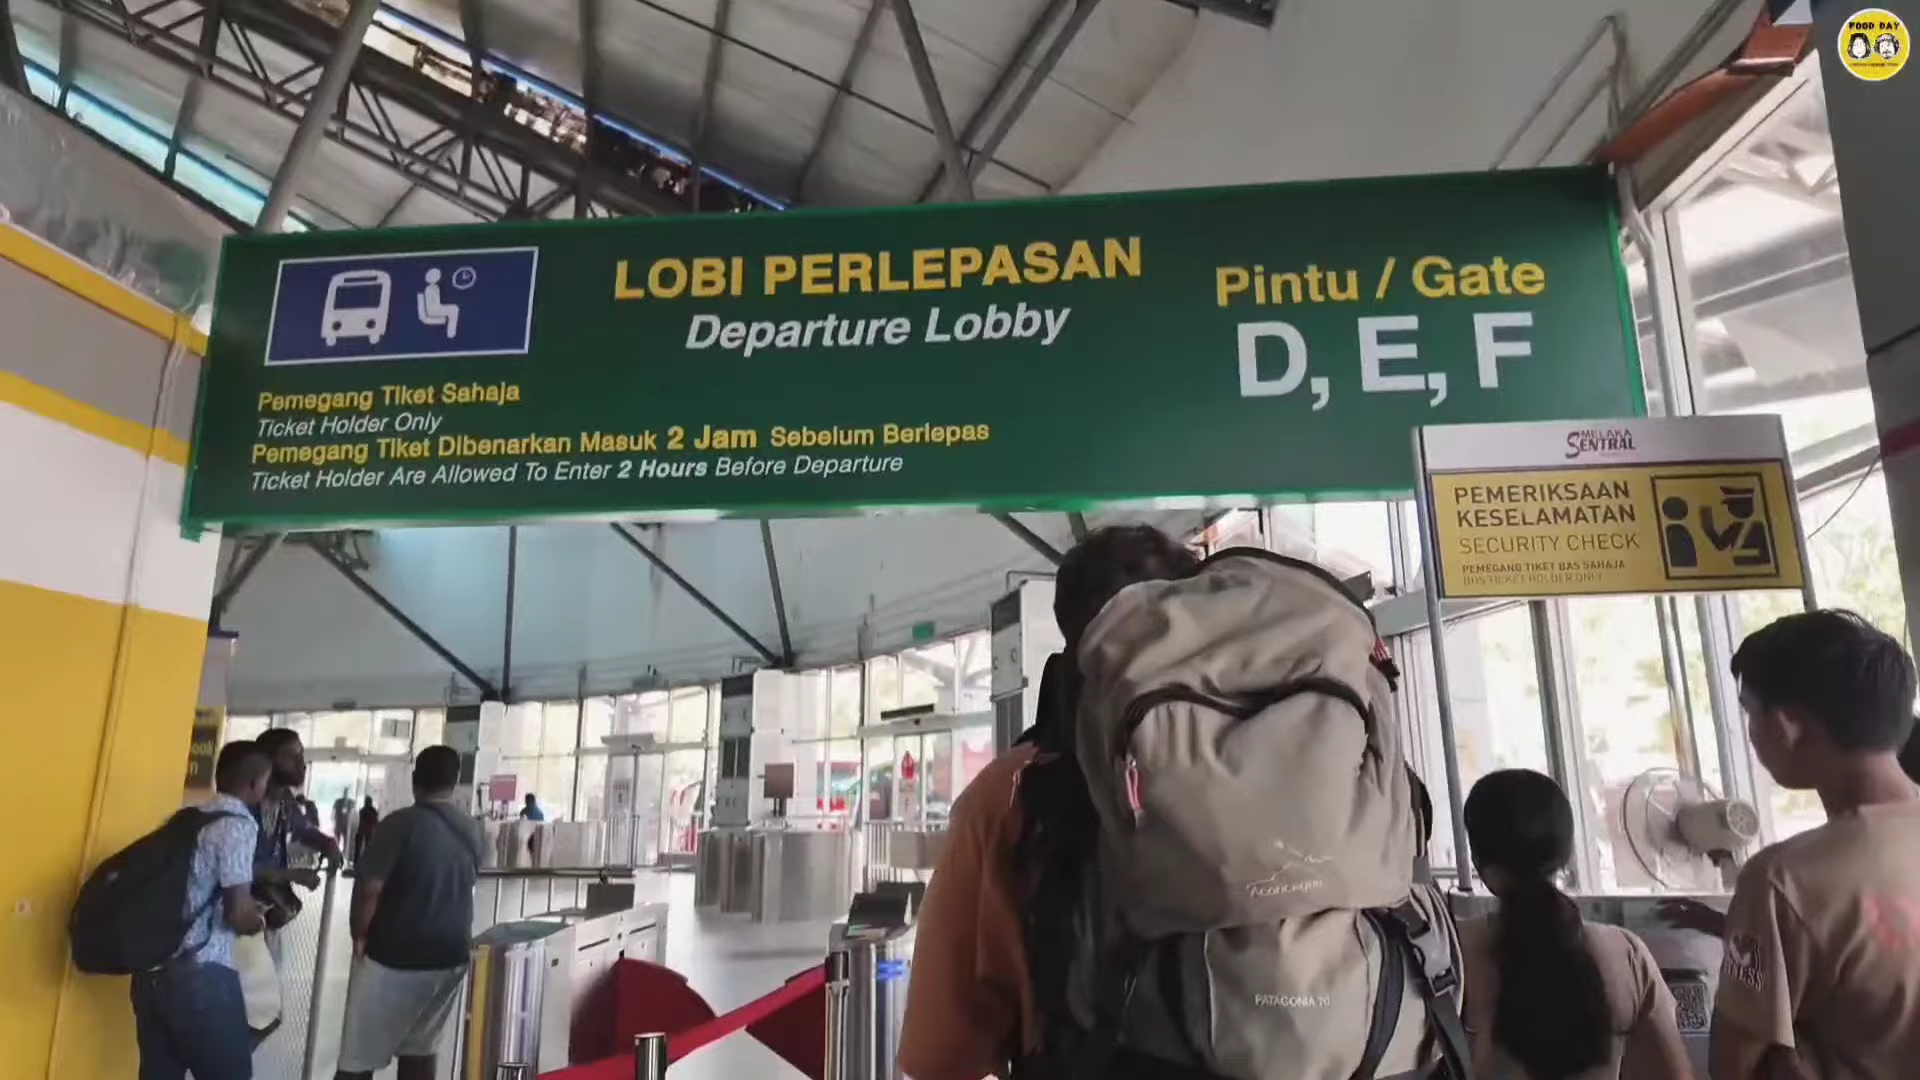 FOOD DAY
LOBI PERLEPASAN
Departure Lobby
Pintu / Gate
D, E, F
Pemegang Tiket Sahaja
Ticket Holder Only
Pemegang Tiket Dibenarkan Masuk 2 Jam Sebelum Berlepas
Ticket Holder Are Allowed To Enter 2 Hours Before Departure
MELAKA
SENTRAL
PEMERIKSAAN
KESELAMATAN
SECURITY CHECK
PEMEGANG TIKET BAS SAHAJA
BUS TICKET HOLDER ONLY
Aconcagua
PATAGONIA 70